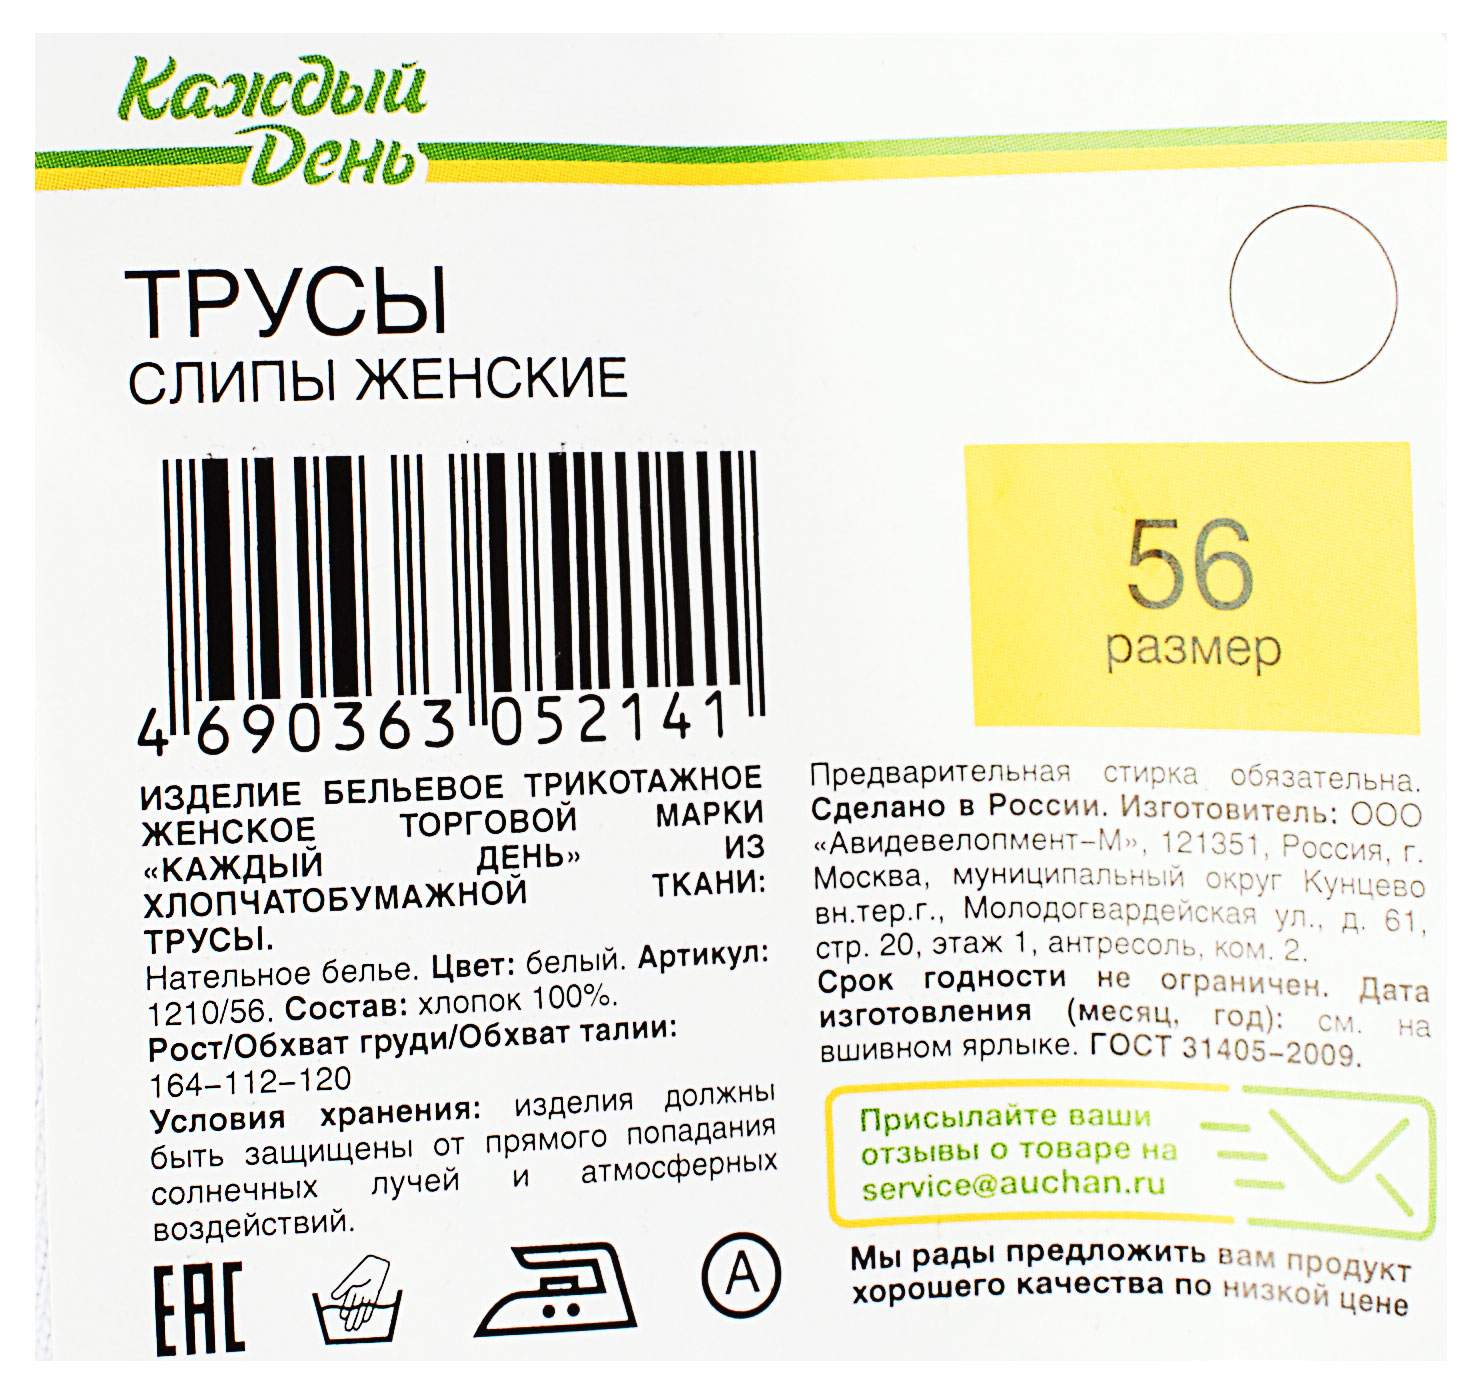 Каждый
День
ТРУСЫ
СЛИПЫ ЖЕНСКИЕ
4 690363 052141
56
размер
ИЗДЕЛИЕ БЕЛЬЕВОЕ ТРИКОТАЖНОЕ
ЖЕНСКОЕ ТОРГОВОЙ МАРКИ
«КАЖДЫЙ ДЕНЬ» ИЗ
ХЛОПЧАТОБУМАЖНОЙ ТКАНИ:
ТРУСЫ.
Нательное белье. Цвет: белый. Артикул:
1210/56. Состав: хлопок 100%.
Рост/Обхват груди/Обхват талии:
164–112–120
Условия хранения: изделия должны
быть защищены от прямого попадания
солнечных лучей и атмосферных
воздействий.
EAC
A
Предварительная стирка обязательна.
Сделано в России. Изготовитель: ООО
«Авидевелопмент–М», 121351, Россия, г.
Москва, муниципальный округ Кунцево
вн.тер.г., Молодогвардейская ул., д. 61,
стр. 20, этаж 1, антресоль, ком. 2.
Срок годности не ограничен. Дата
изготовления (месяц, год): см. на
вшивном ярлыке. ГОСТ 31405–2009.
Присылайте ваши
отзывы о товаре на
service@auchan.ru
Мы рады предложить вам продукт
хорошего качества по низкой цене